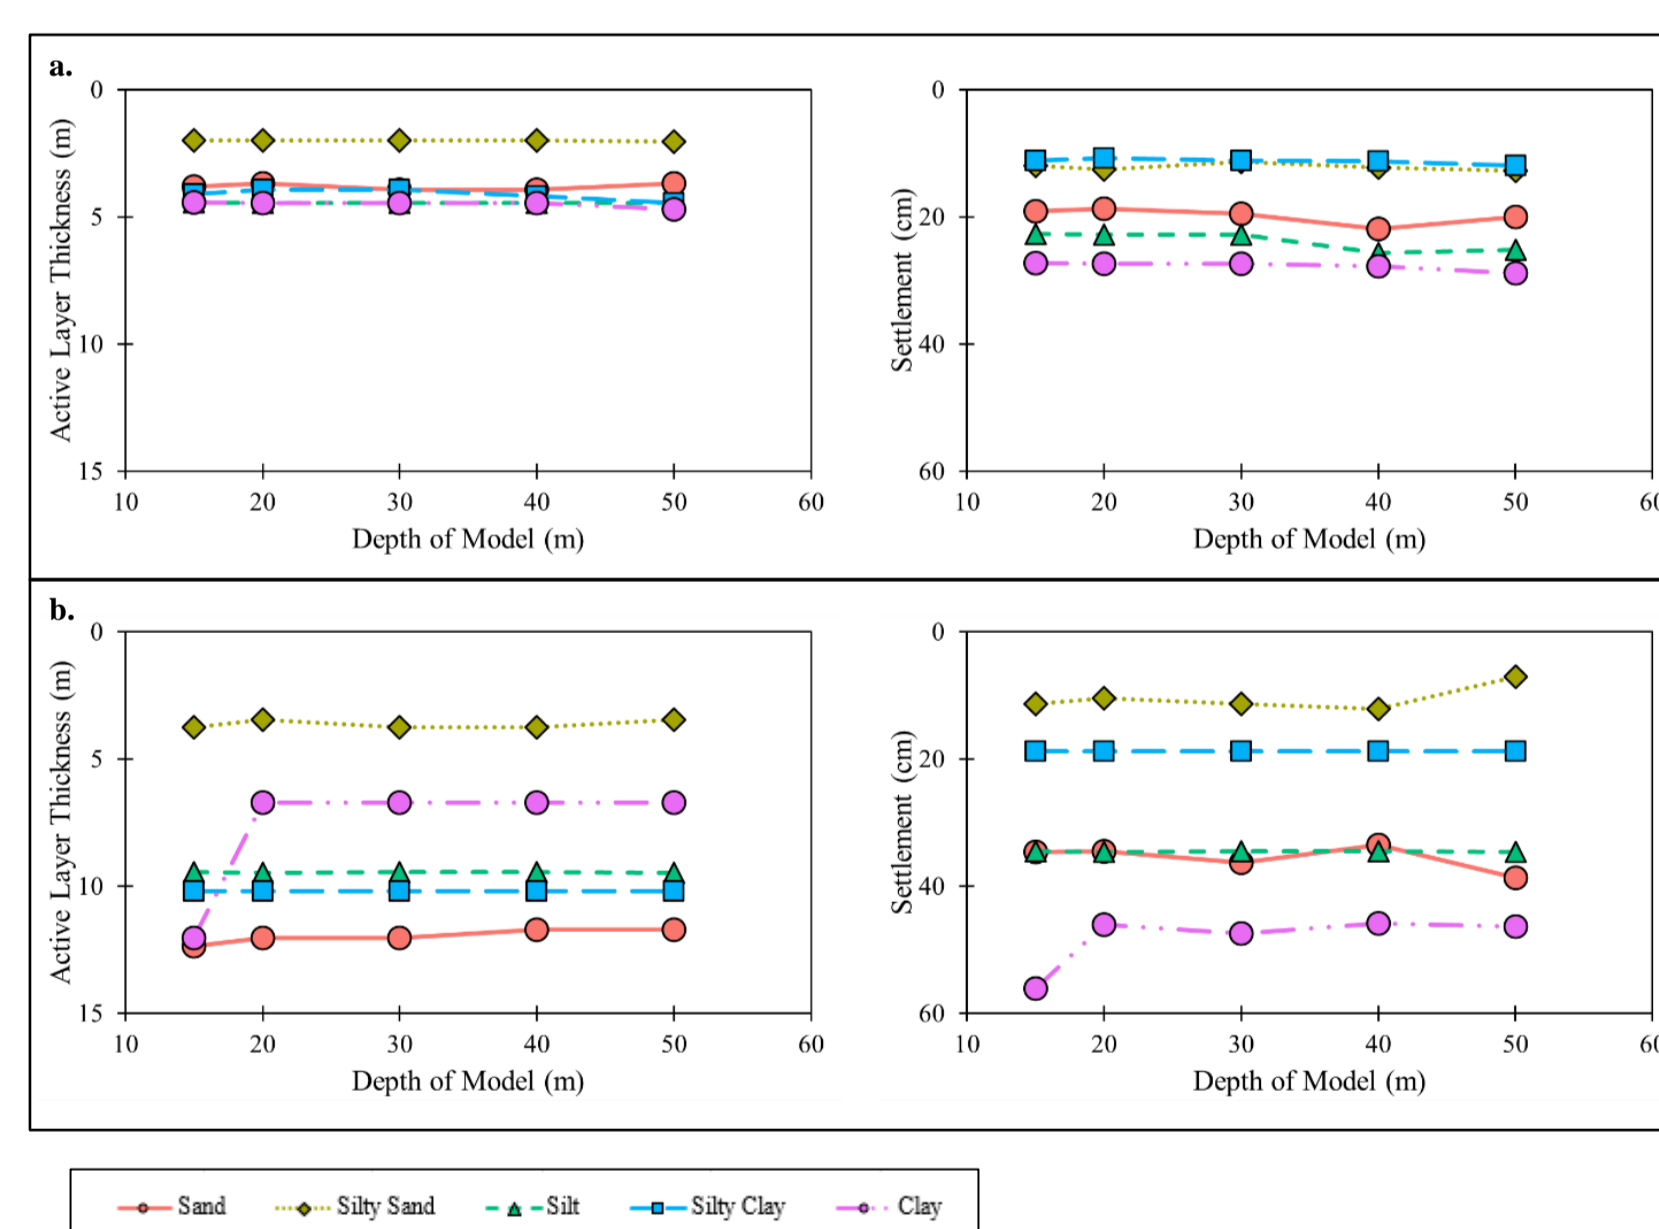 a.
Active Layer Thickness (m)
0
5
10
15
10 20 30 40 50 60
Depth of Model (m)
Settlement (cm)
0
20
40
60
10 20 30 40 50
Depth of Model (m)
b.
Active Layer Thickness (m)
0
5
10
15
10 20 30 40 50 60
Depth of Model (m)
Settlement (cm)
0
20
40
60
10 20 30 40 50
Depth of Model (m)
Sand Silty Sand Silt Silty Clay Clay